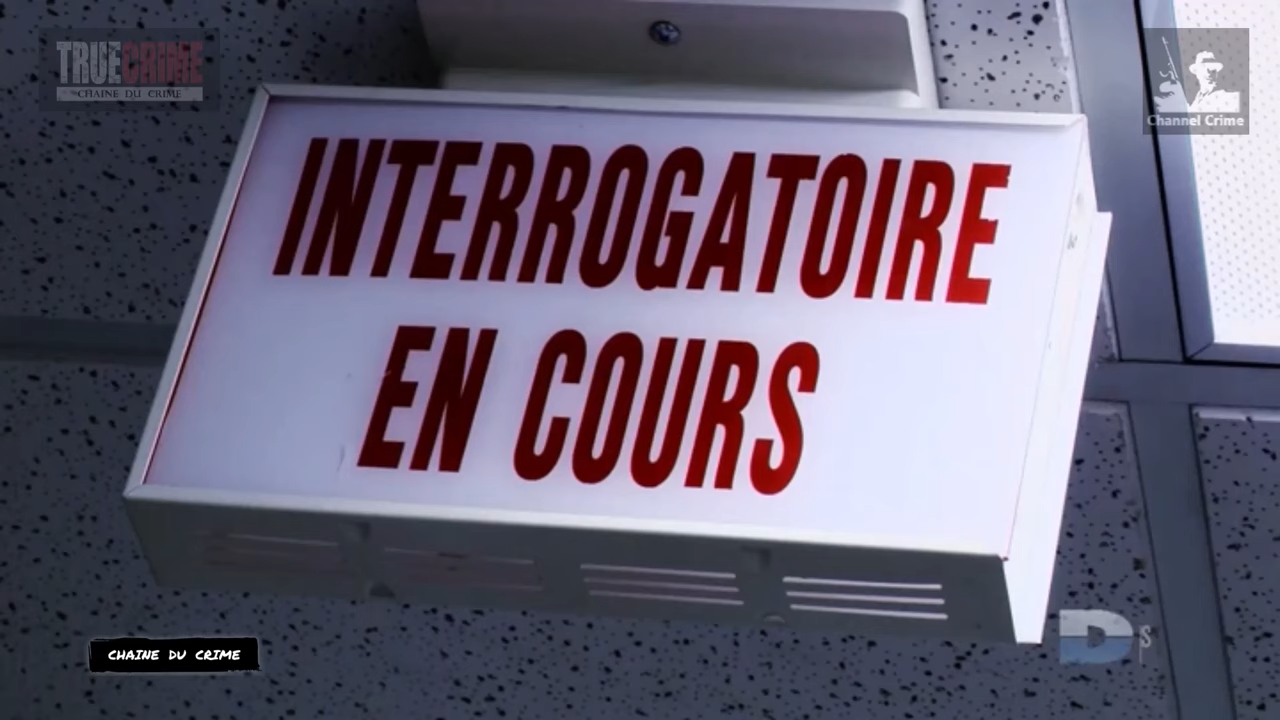 TRUECRIME
CHAINE DU CRIME
Channel Crime
INTERROGATOIRE
EN COURS
CHAINE DU CRIME
D
S